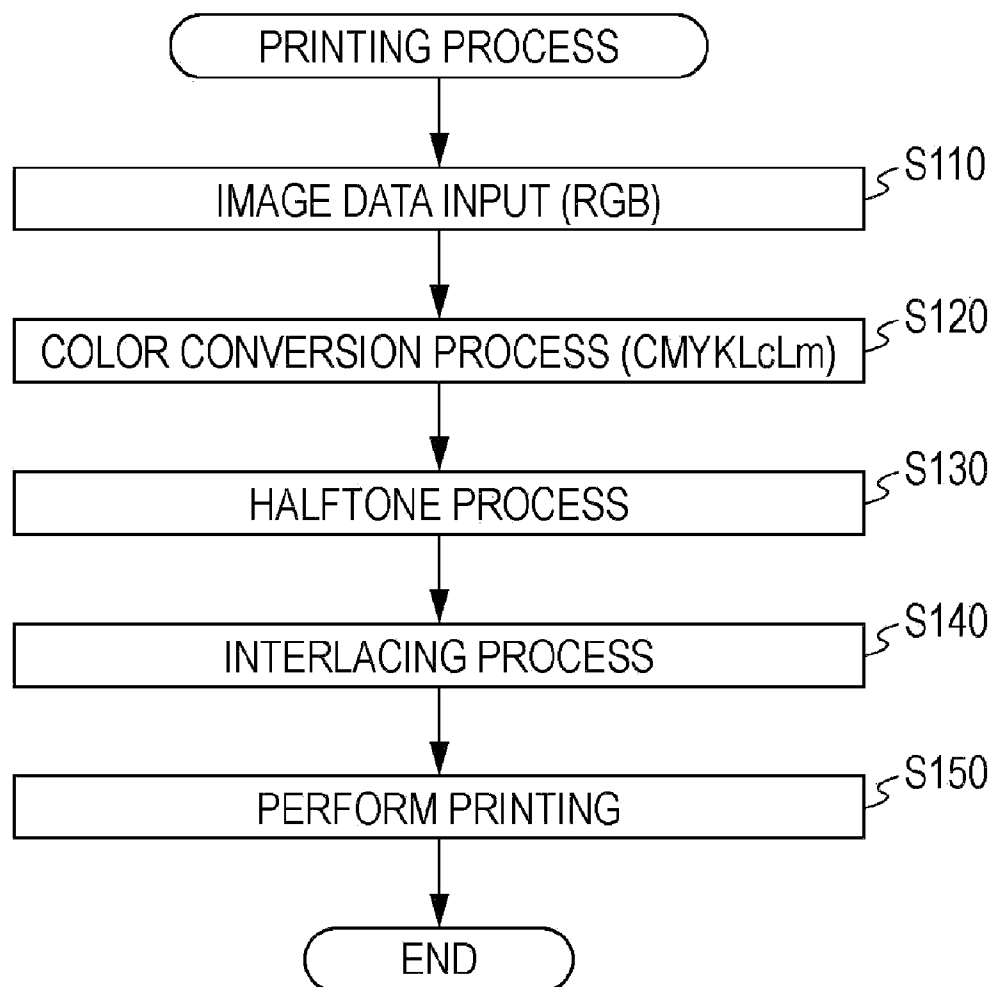 PRINTING PROCESS
S110
IMAGE DATA INPUT (RGB)
S120
COLOR CONVERSION PROCESS (CMYKLcLm)
S130
HALFTONE PROCESS
S140
INTERLACING PROCESS
S150
PERFORM PRINTING
END